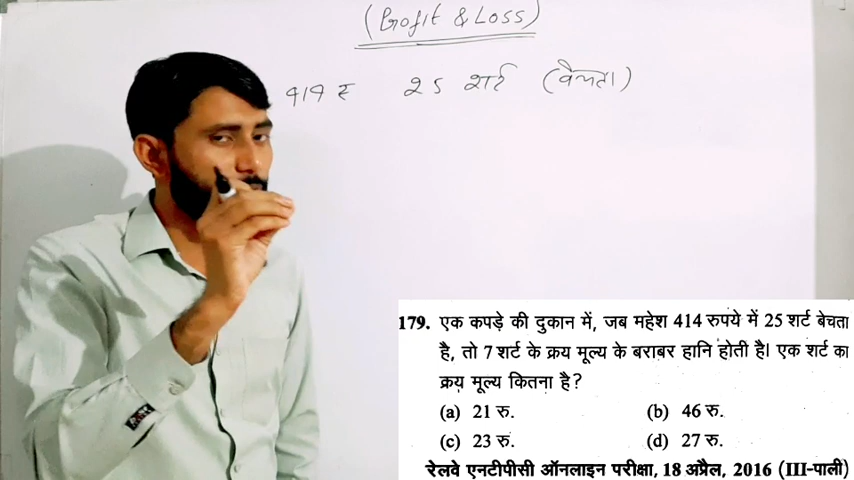 (Profit & Loss)
414 रु 25 शर्ट (बेचता)
179. एक कपड़े की दुकान में, जब महेश 414 रुपये में 25 शर्ट बेचता
है, तो 7 शर्ट के क्रय मूल्य के बराबर हानि होती है। एक शर्ट का
क्रय मूल्य कितना है?
(a) 21 रु. (b) 46 रु.
(c) 23 रु. (d) 27 रु.
रेलवे एनटीपीसी ऑनलाइन परीक्षा, 18 अप्रैल, 2016 (III-पाली)